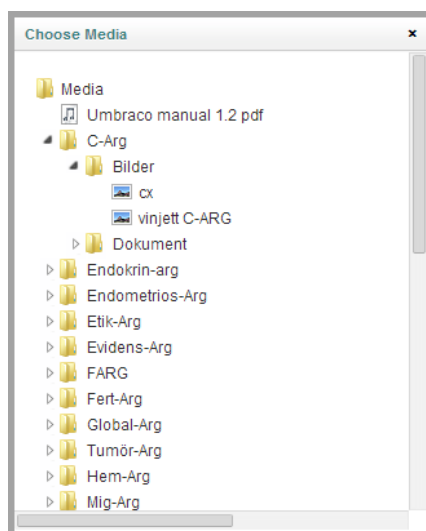 Choose Media
Media
Umbraco manual 1.2 pdf
C-Arg
Bilder
cx
vinjett C-ARG
Dokument
Endokrin-arg
Endometrios-Arg
Etik-Arg
Evidens-Arg
FARG
Fert-Arg
Global-Arg
Tumör-Arg
Hem-Arg
Mig-Arg